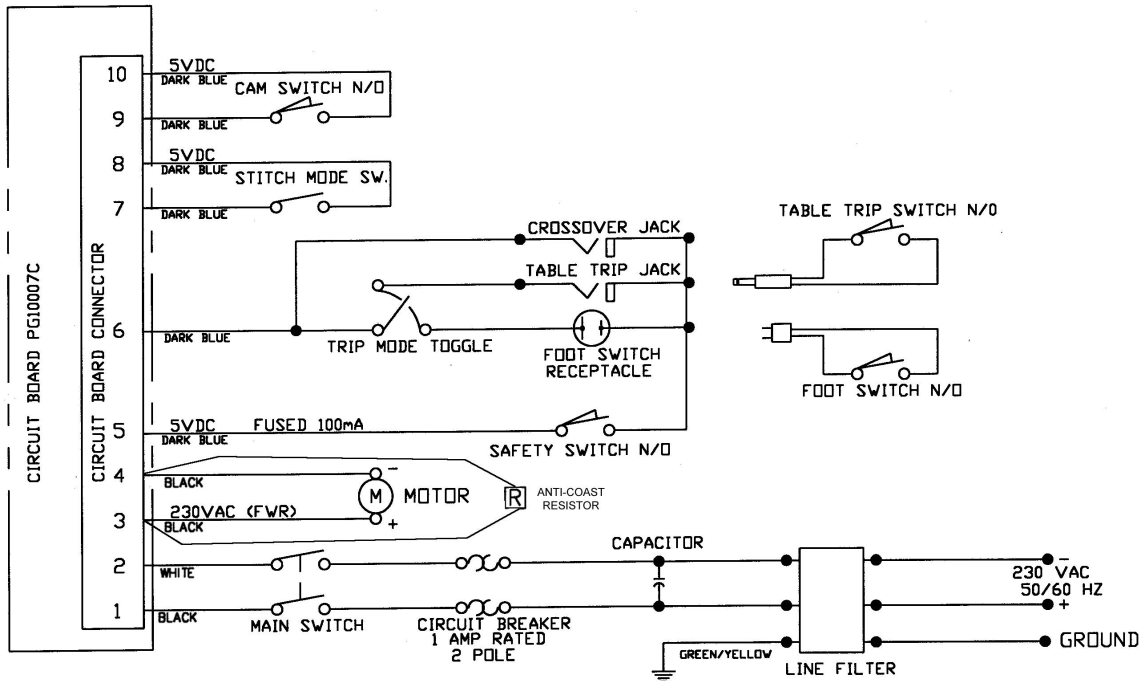 CIRCUIT BOARD PG10007C
CIRCUIT BOARD CONNECTOR
10
5VDC
DARK BLUE
CAM SWITCH N/O
9
DARK BLUE
8
5VDC
DARK BLUE
STITCH MODE SW.
7
DARK BLUE
CROSSOVER JACK
TABLE TRIP JACK
6
DARK BLUE
TRIP MODE TOGGLE
FOOT SWITCH
RECEPTACLE
TABLE TRIP SWITCH N/O
FOOT SWITCH N/O
5
5VDC
FUSED 100mA
DARK BLUE
SAFETY SWITCH N/O
4
BLACK
-
M
MOTOR
+
R
ANTI-COAST
RESISTOR
3
230VAC (FWR)
BLACK
2
WHITE
1
BLACK
MAIN SWITCH
CIRCUIT BREAKER
1 AMP RATED
2 POLE
CAPACITOR
GREEN/YELLOW
LINE FILTER
-
230 VAC
50/60 HZ
+
GROUND